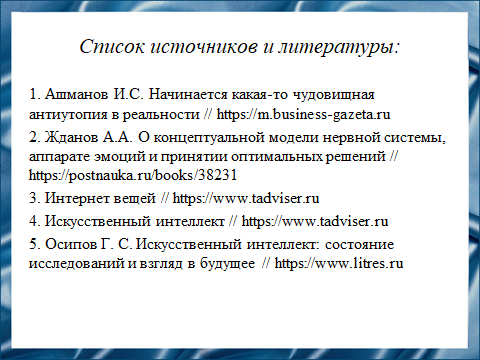 Список источников и литературы:
1. Ашманов И.С. Начинается какая-то чудовищная
антиутопия в реальности // https://m.business-gazeta.ru
2. Жданов А.А. О концептуальной модели нервной системы,
аппарате эмоций и принятии оптимальных решений //
https://postnauka.ru/books/38231
3. Интернет вещей // https://www.tadviser.ru
4. Искусственный интеллект // https://www.tadviser.ru
5. Осипов Г. С. Искусственный интеллект: состояние
исследований и взгляд в будущее // https://www.litres.ru